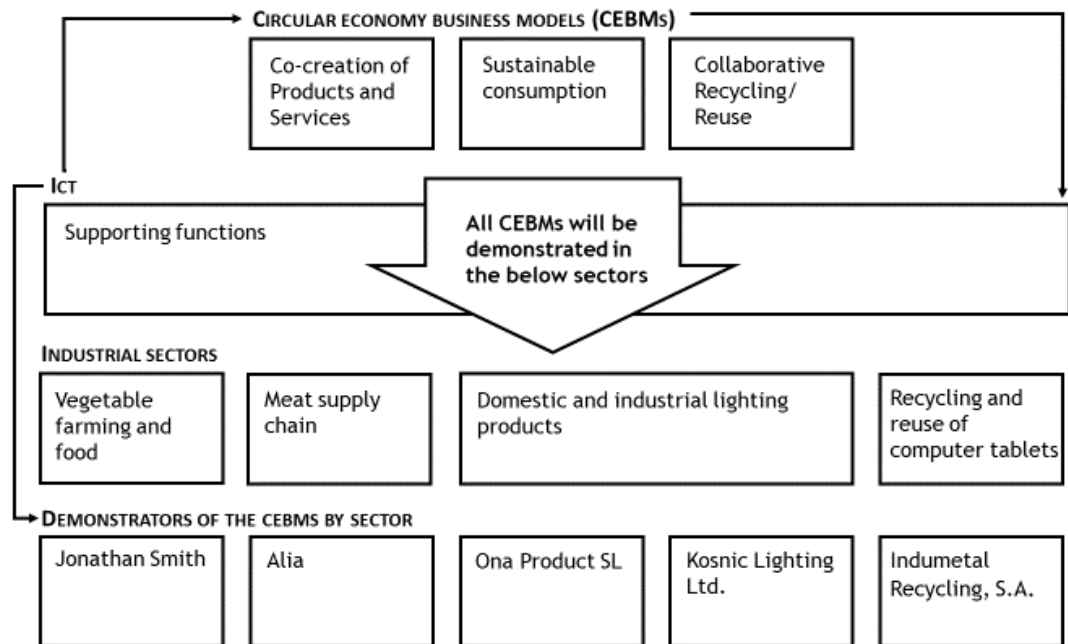 CIRCULAR ECONOMY BUSINESS MODELS (CEBMS)
Co-creation of
Products and
Services
Sustainable
consumption
Collaborative
Recycling/
Reuse
ICT
Supporting functions
All CEBMs will be
demonstrated in
the below sectors
INDUSTRIAL SECTORS
Vegetable
farming and
food
Meat supply
chain
Domestic and industrial lighting
products
Recycling and
reuse of
computer tablets
DEMONSTRATORS OF THE CEBMS BY SECTOR
Jonathan Smith
Alia
Ona Product SL
Kosnic Lighting
Ltd.
Indumetal
Recycling, S.A.